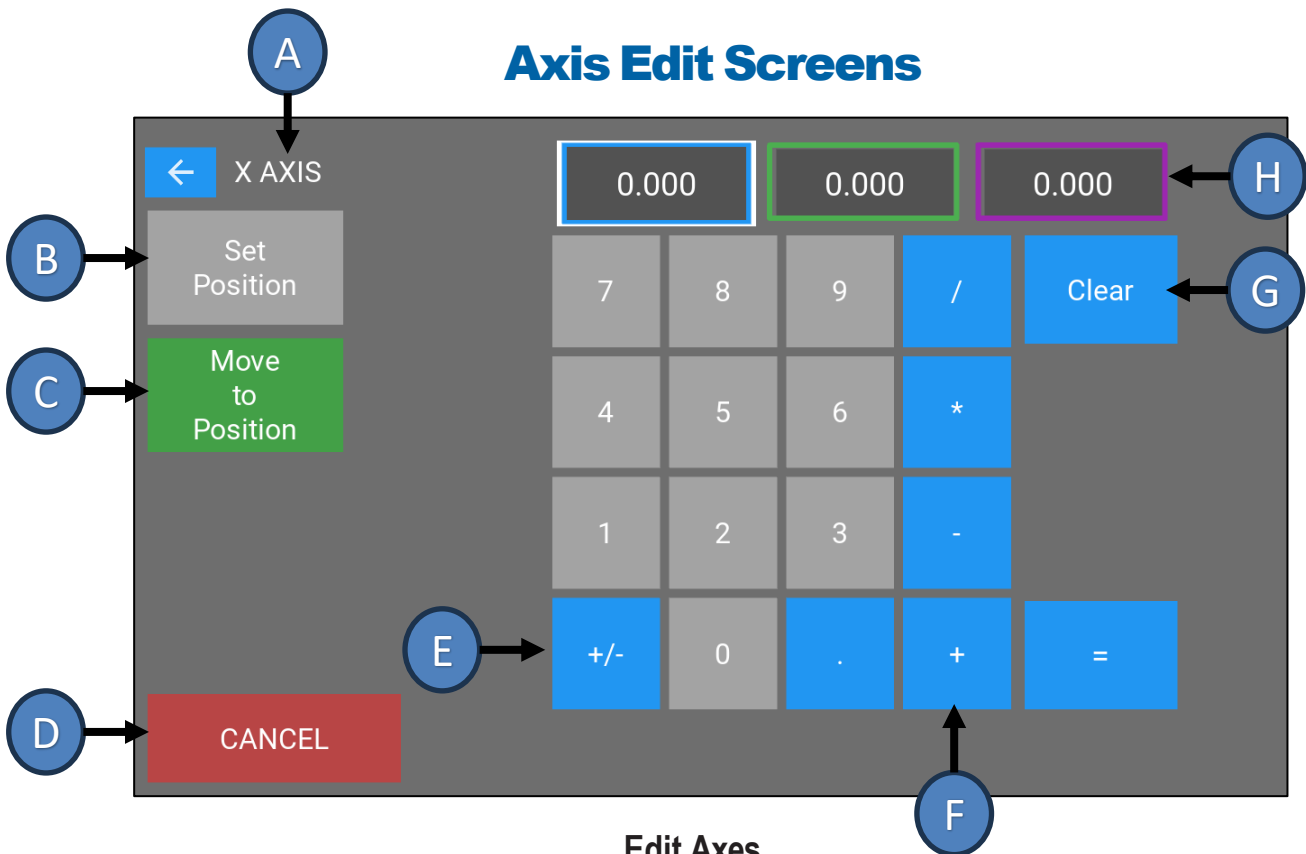 A
Axis Edit Screens
← X AXIS
0.000 0.000 0.000
H
B
Set
Position
7 8 9 / Clear
G
C
Move
to
Position
4 5 6 *
1 2 3 -
E
+/- 0 . + =
D
CANCEL
F
Edit Axes